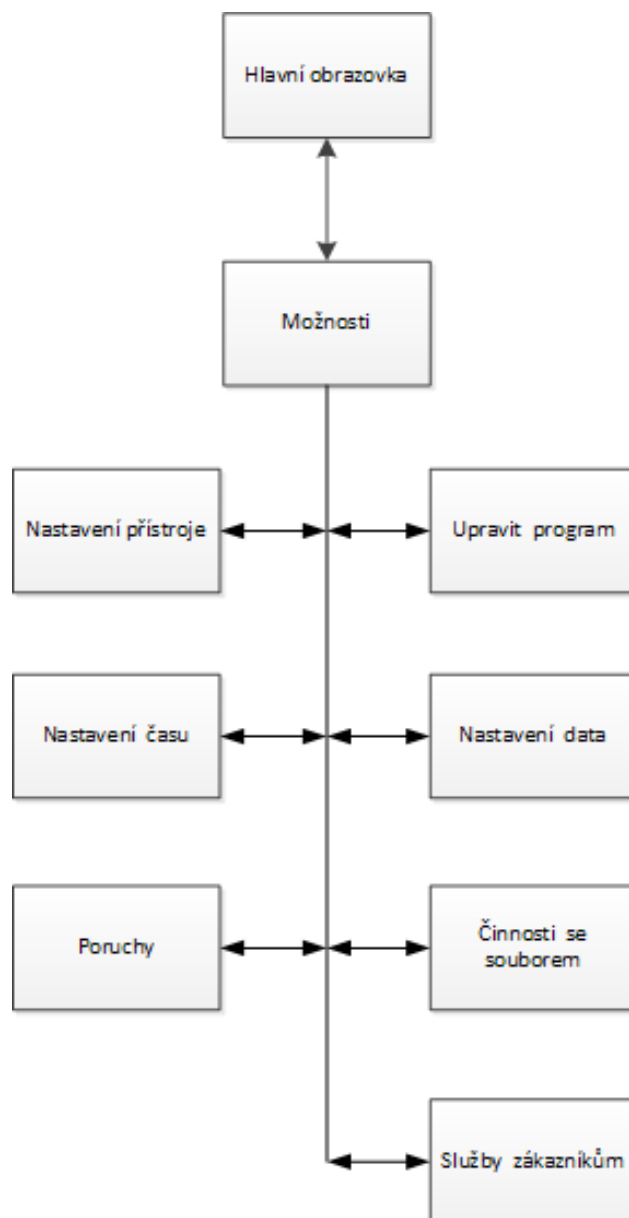 Hlavní obrazovka
Možnosti
Nastavení přístroje
Upravit program
Nastavení času
Nastavení data
Poruchy
Činnosti se
souborem
Služby zákazníkům